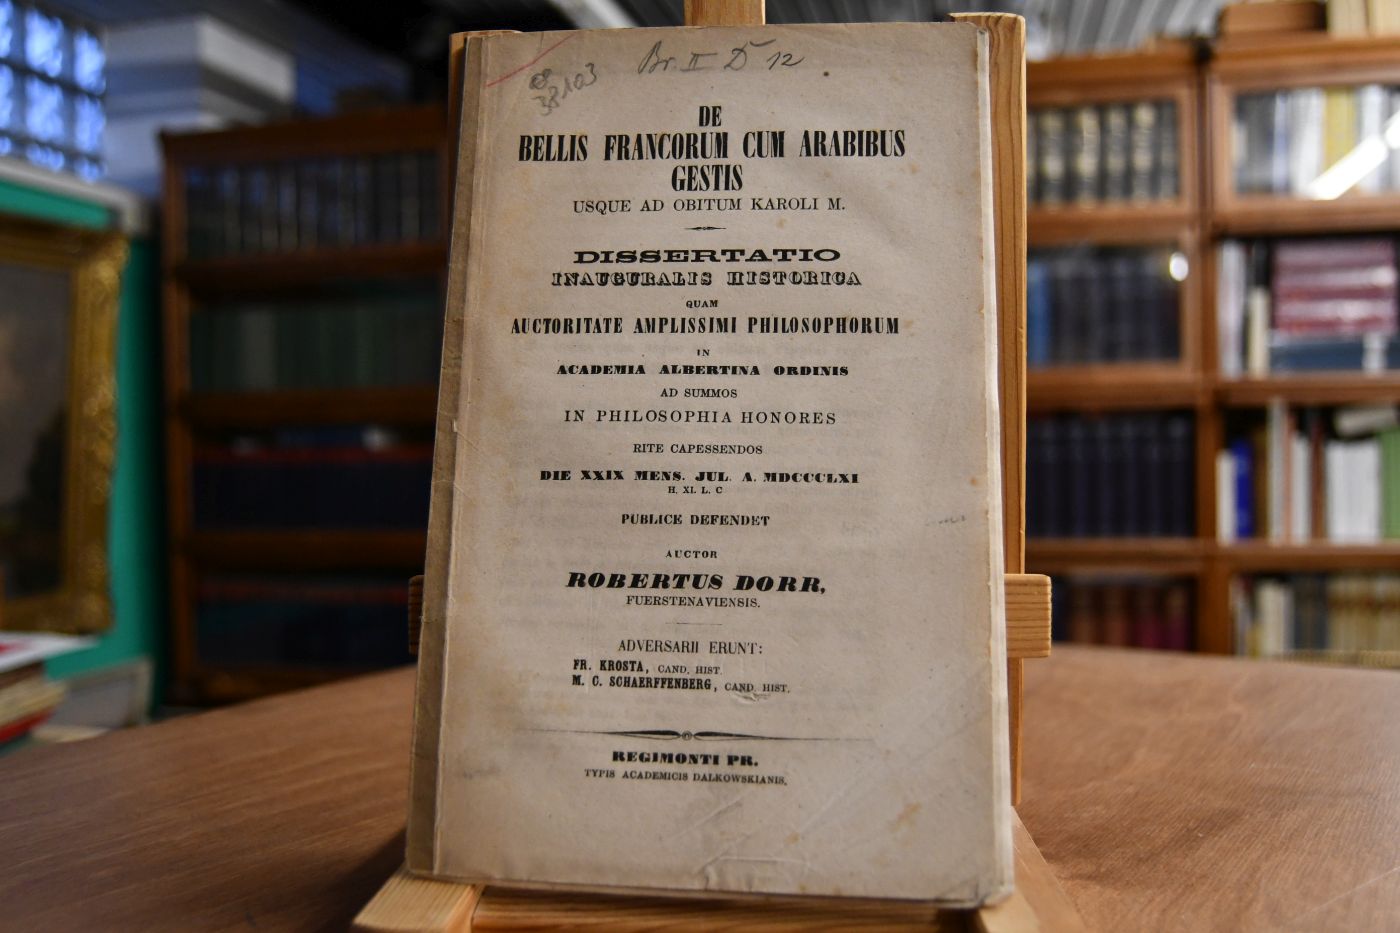 Br. II D 12
38103
DE
BELLIS FRANCORUM CUM ARABIBUS
GESTIS
USQUE AD OBITUM KAROLI M.
DISSERTATIO
INAUGURALIS HISTORICA
QUAM
AUCTORITATE AMPLISSIMI PHILOSOPHORUM
IN
ACADEMIA ALBERTINA ORDINIS
AD SUMMOS
IN PHILOSOPHIA HONORES
RITE CAPESSENDOS
DIE XXIX MENS. JUL. A. MDCCCLXI
H. XI. L. C
PUBLICE DEFENDET
AUCTOR
ROBERTUS DORR,
FUERSTENAVIENSIS.
ADVERSARII ERUNT:
FR. KROSTA, CAND. HIST.
M. C. SCHAERFFENBERG, CAND. HIST.
REGIMONTI PR.
TYPIS ACADEMICIS DALKOWSKIANIS.